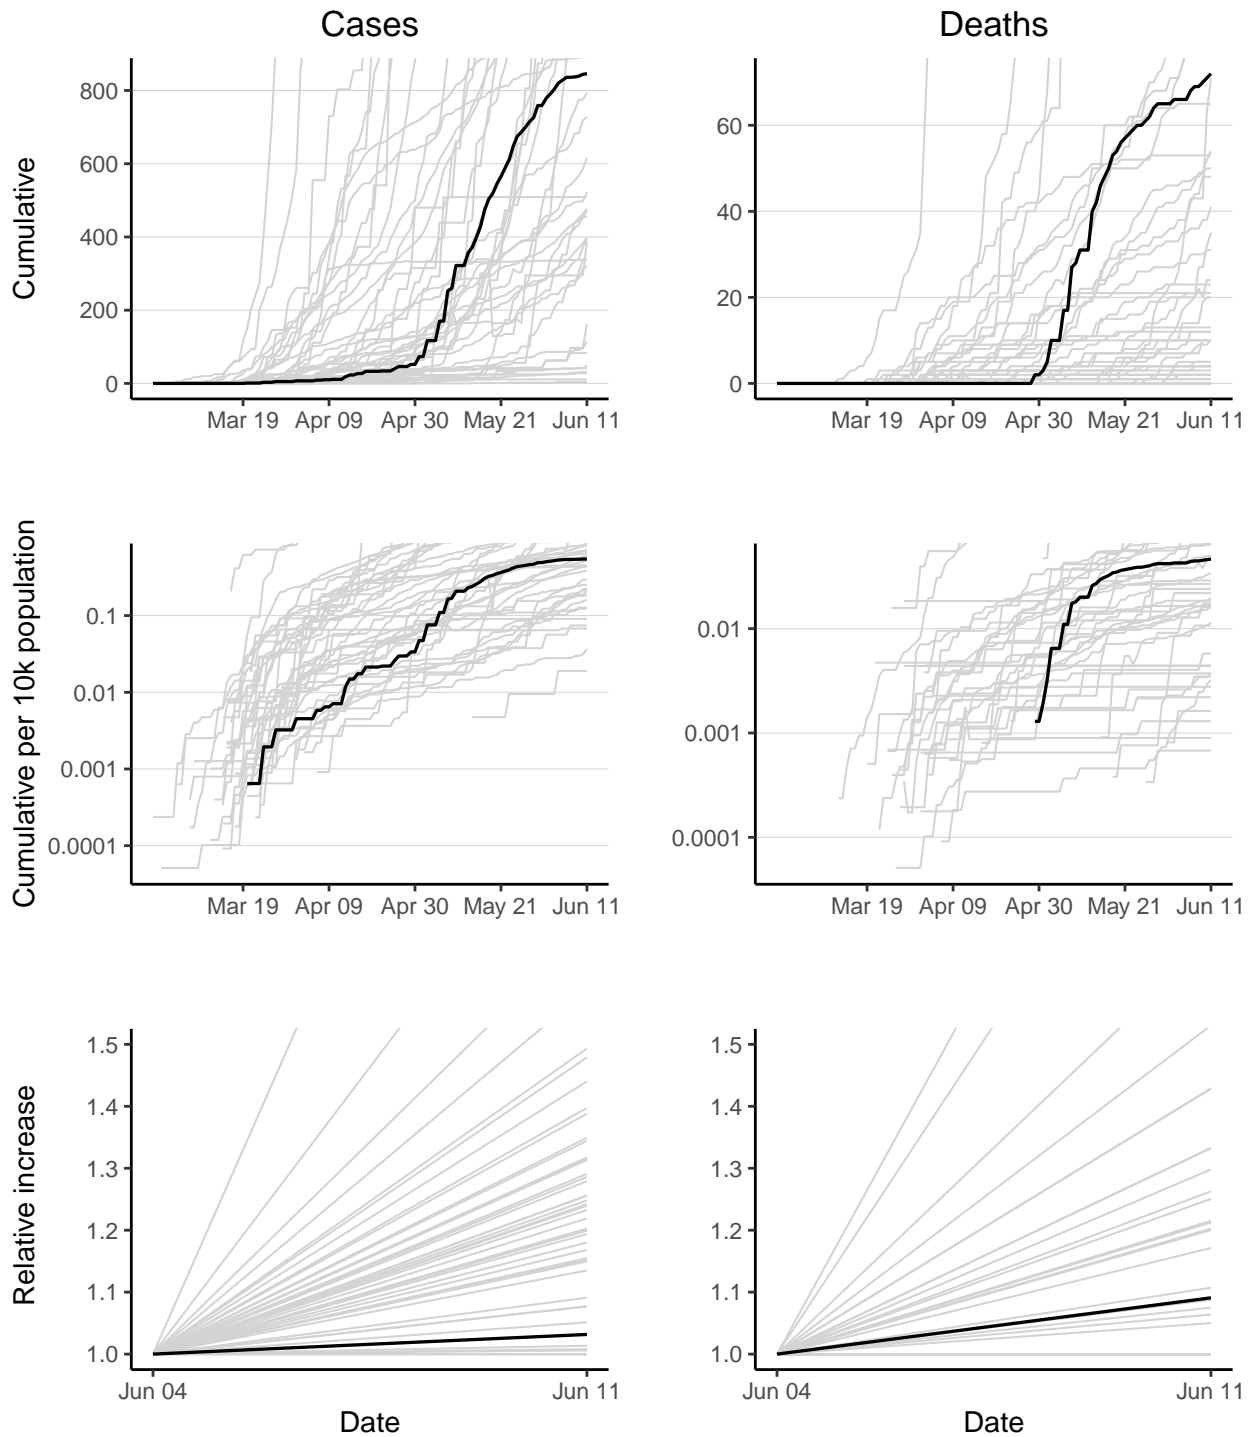 Cases
Deaths
Cumulative
800
600
400
200
0
Mar 19 Apr 09 Apr 30 May 21 Jun 11
60
40
20
0
Mar 19 Apr 09 Apr 30 May 21 Jun 11
Cumulative per 10k population
0.1
0.01
0.001
0.0001
Mar 19 Apr 09 Apr 30 May 21 Jun 11
0.01
0.001
0.0001
Mar 19 Apr 09 Apr 30 May 21 Jun 11
Relative increase
1.5
1.4
1.3
1.2
1.1
1.0
Jun 04 Jun 11
Date
1.5
1.4
1.3
1.2
1.1
1.0
Jun 04 Jun 11
Date